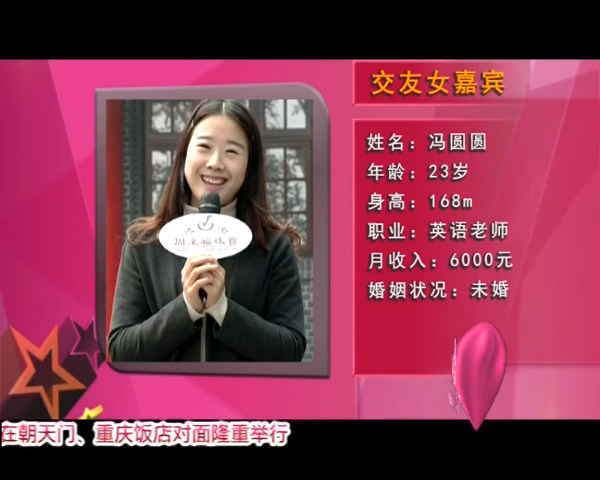 交友女嘉宾
姓名：冯圆圆
年龄：23岁
身高：168m
职业：英语老师
月收入：6000元
婚姻状况：未婚
在朝天门、重庆饭店对面隆重举行